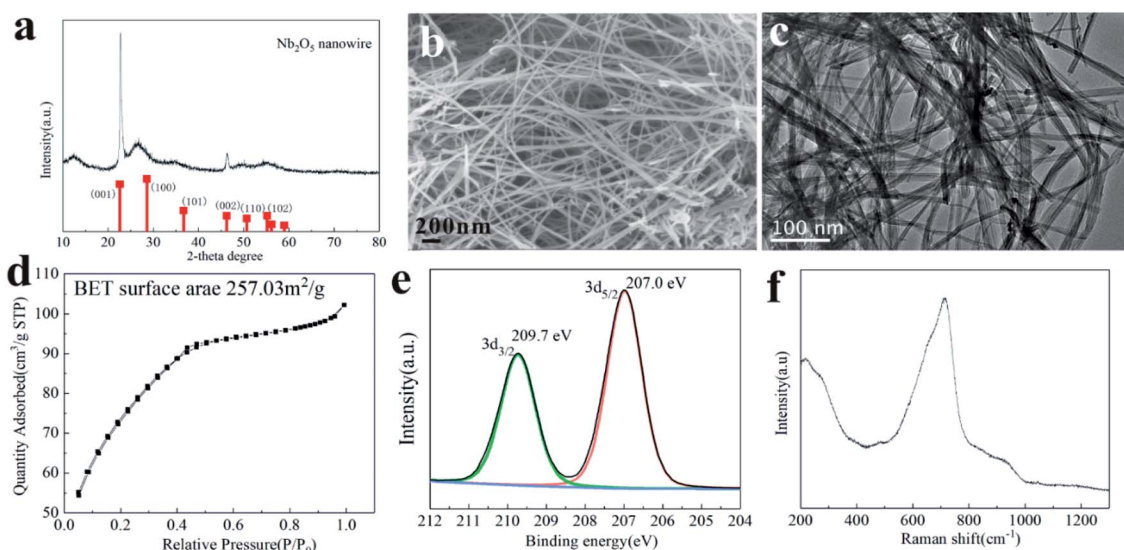 a
Nb₂O₅ nanowire
Intensity(a.u.)
(001)
(100)
(101)
(002)
(110)
(102)
10 20 30 40 50 60 70 80
2-theta degree
b
200nm
c
100 nm
d
BET surface arae 257.03m²/g
Quantity Adsorbed(cm³/g STP)
110
100
90
80
70
60
50
0.0 0.2 0.4 0.6 0.8 1.0
Relative Pressure(P/P₀)
e
3d₅/₂ 207.0 eV
3d₃/₂ 209.7 eV
Intensity(a.u.)
212 211 210 209 208 207 206 205 204
Binding energy(eV)
f
Intensity(a.u.)
200 400 600 800 1000 1200
Raman shift(cm⁻¹)